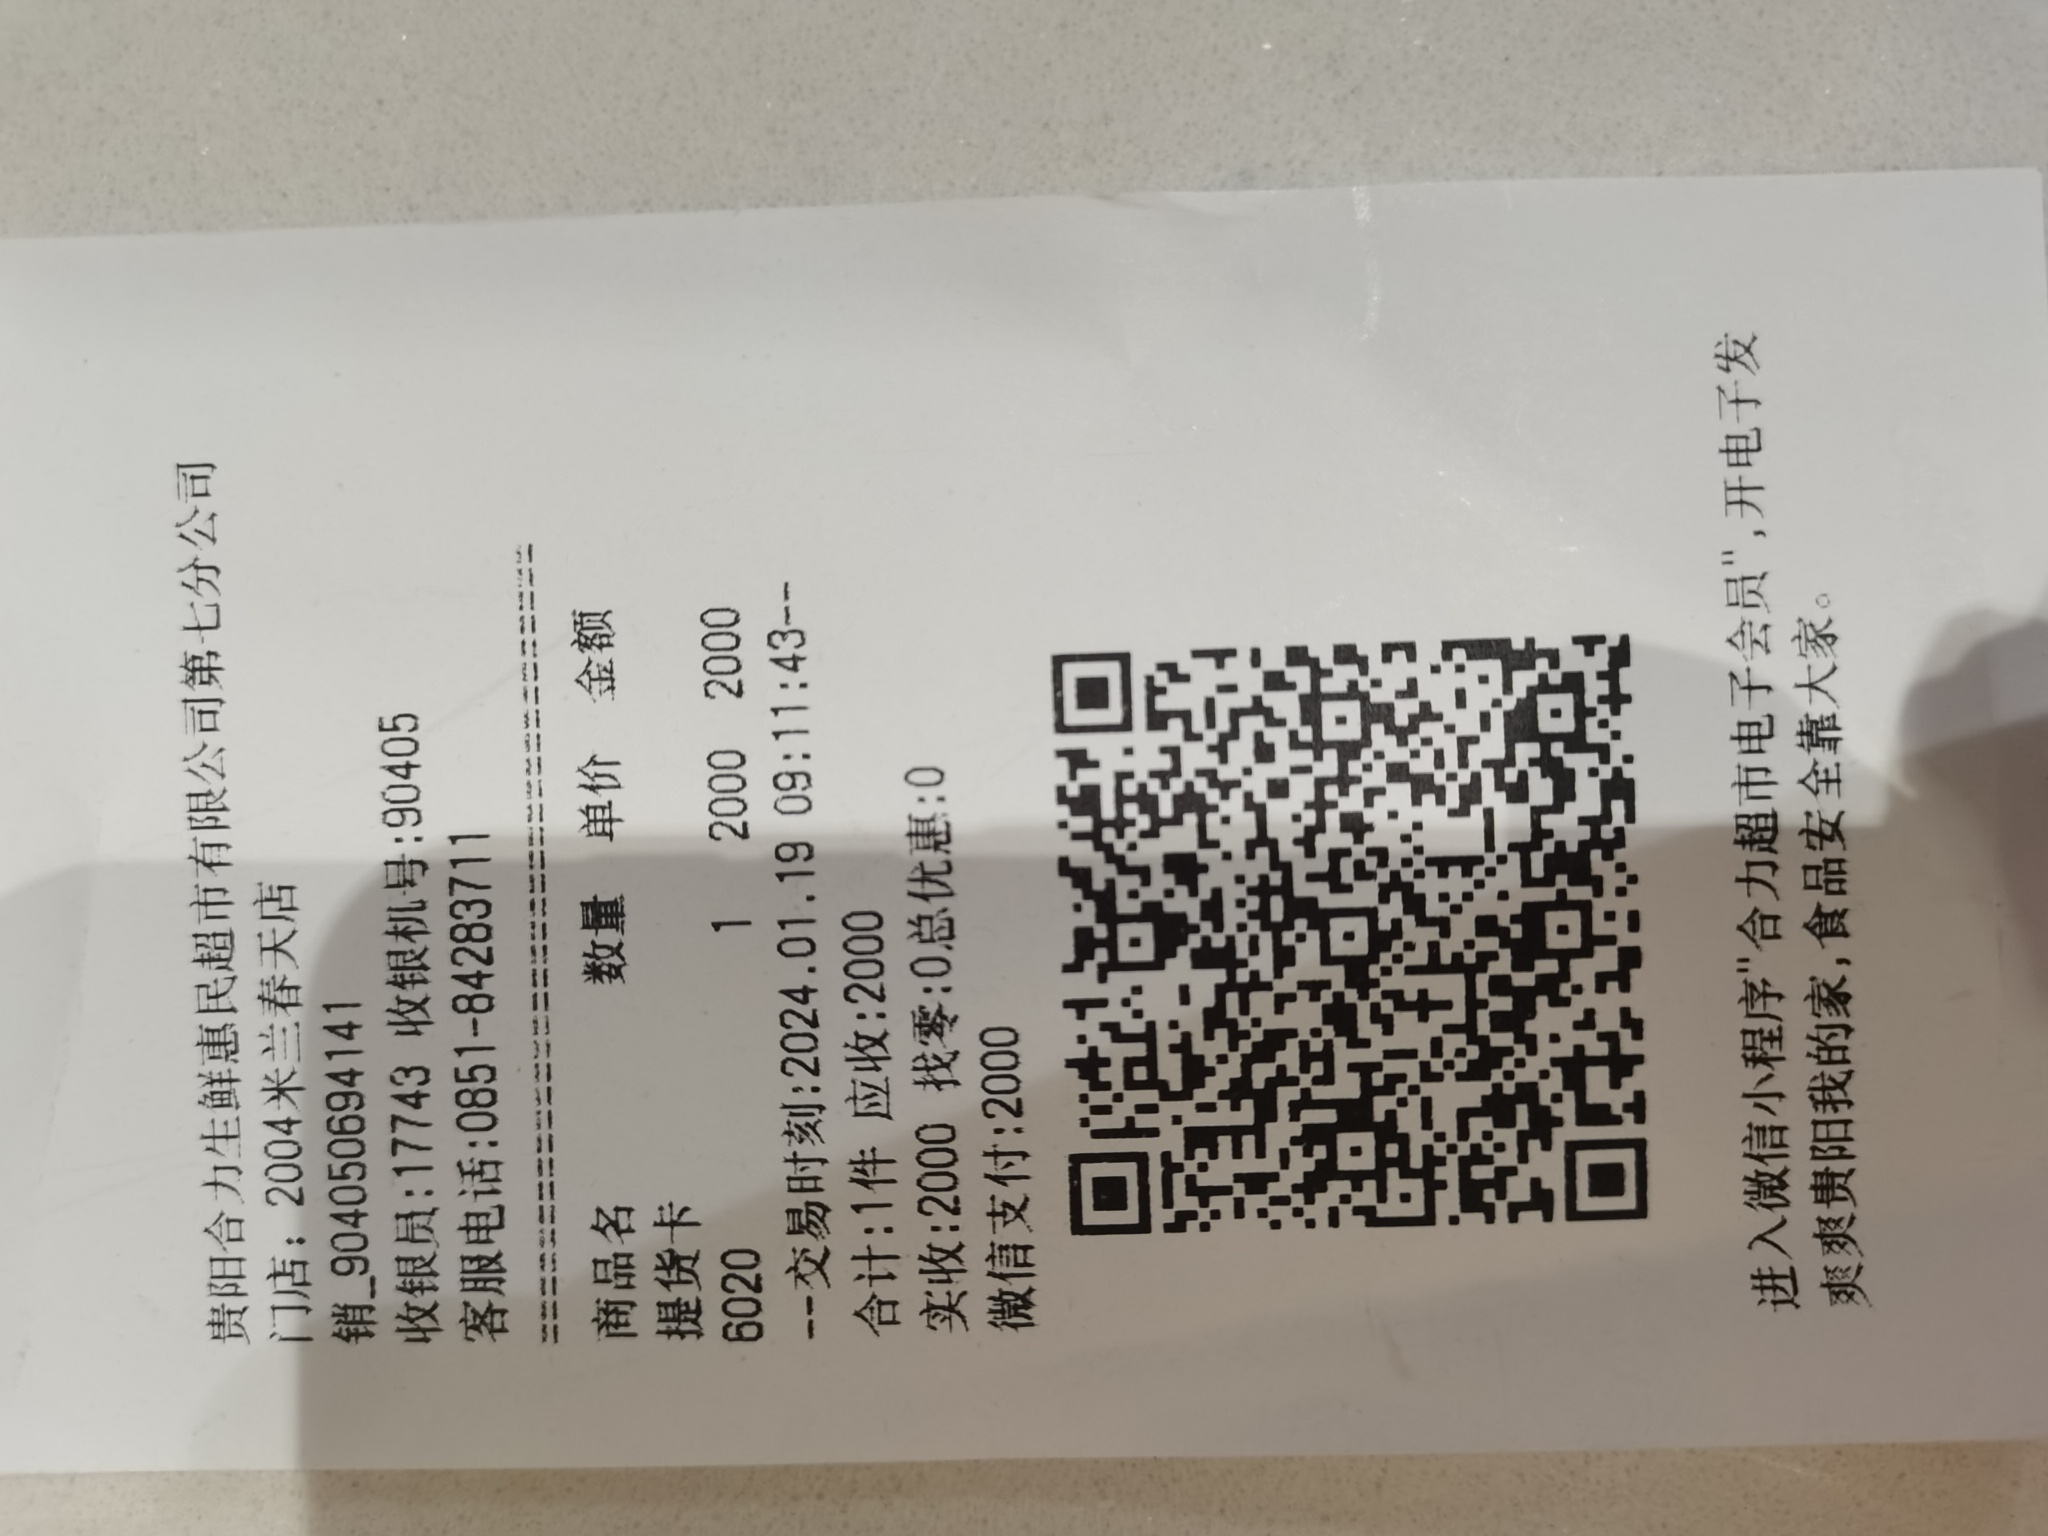 贵阳合力生鲜惠民超市有限公司第七分公司
门店: 2004米兰春天店
销_904050694141
收银员:17743 收银机号:90405
客服电话:0851-84283711
商品名 数量 单价 金额
提货卡
6020 1 2000 2000
--交易时刻:2024.01.19 09:11:43--
合计:1件 应收:2000
实收:2000 找零:0总优惠:0
微信支付:2000
进入微信小程序"合力超市电子会员",开电子发
爽爽贵阳我的家,食品安全靠大家。